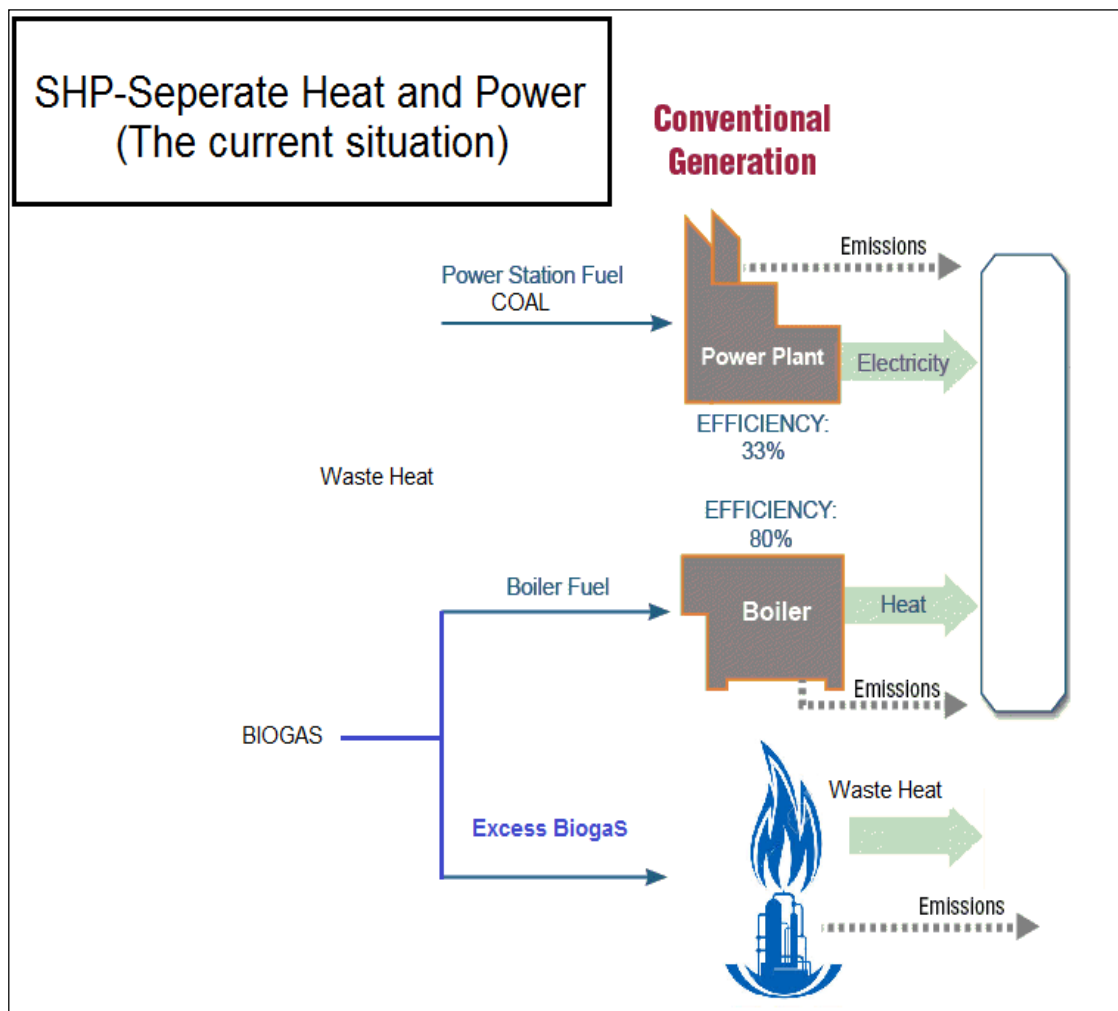 SHP-Seperate Heat and Power
(The current situation)
Conventional
Generation
Emissions
Power Station Fuel
COAL
Power Plant
Electricity
EFFICIENCY:
33%
Waste Heat
EFFICIENCY:
80%
Boiler Fuel
Boiler
Heat
Emissions
BIOGAS
Waste Heat
Excess BiogaS
Emissions